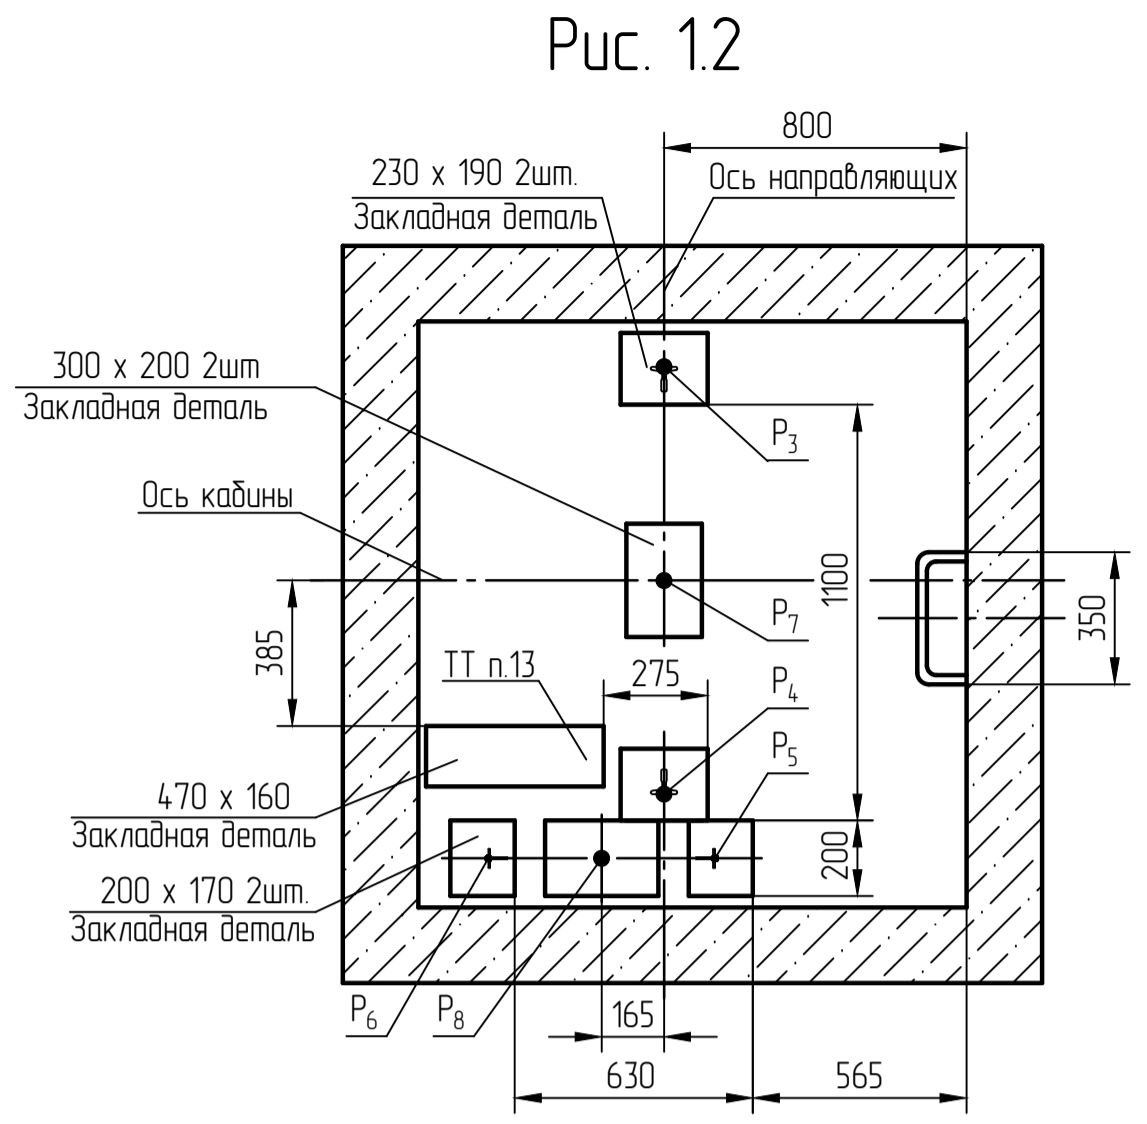 Рис. 1.2
800
230 x 190 2шт.
Закладная деталь
Ось направляющих
300 x 200 2шт
Закладная деталь
P3
Ось кабины
1100
P7
350
385
ТТ п.13
275
P4
P5
470 x 160
Закладная деталь
200
200 x 170 2шт.
Закладная деталь
P6
P8
165
630
565